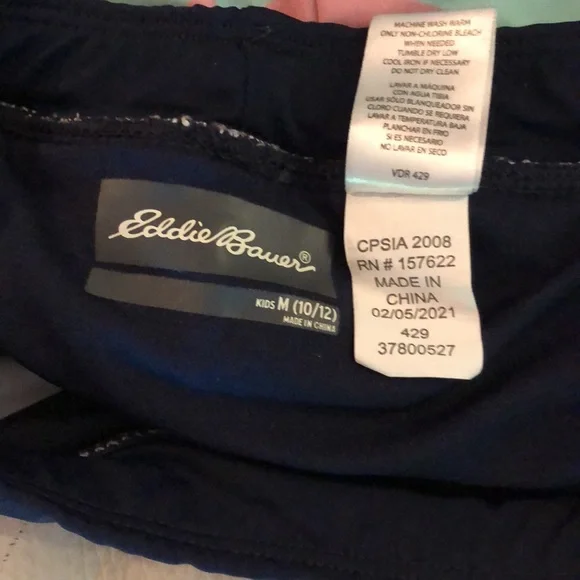 MACHINE WASH WARM
ONLY NON-CHLORINE BLEACH
WHEN NEEDED
TUMBLE DRY LOW
COOL IRON IF NECESSARY
DO NOT DRY CLEAN
LAVAR A MAQUINA
CON AGUA TIBIA
USAR SOLO BLANQUEADOR SIN
CLORO CUANDO SE REQUIERA
LAVAR A TEMPERATURA BAJA
PLANCHAR EN FRIO
SI ES NECESARIO
NO LAVAR EN SECO
VDR 429
Eddie Bauer®
KIDS M (10/12)
MADE IN CHINA
CPSIA 2008
RN # 157622
MADE IN
CHINA
02/05/2021
429
37800527